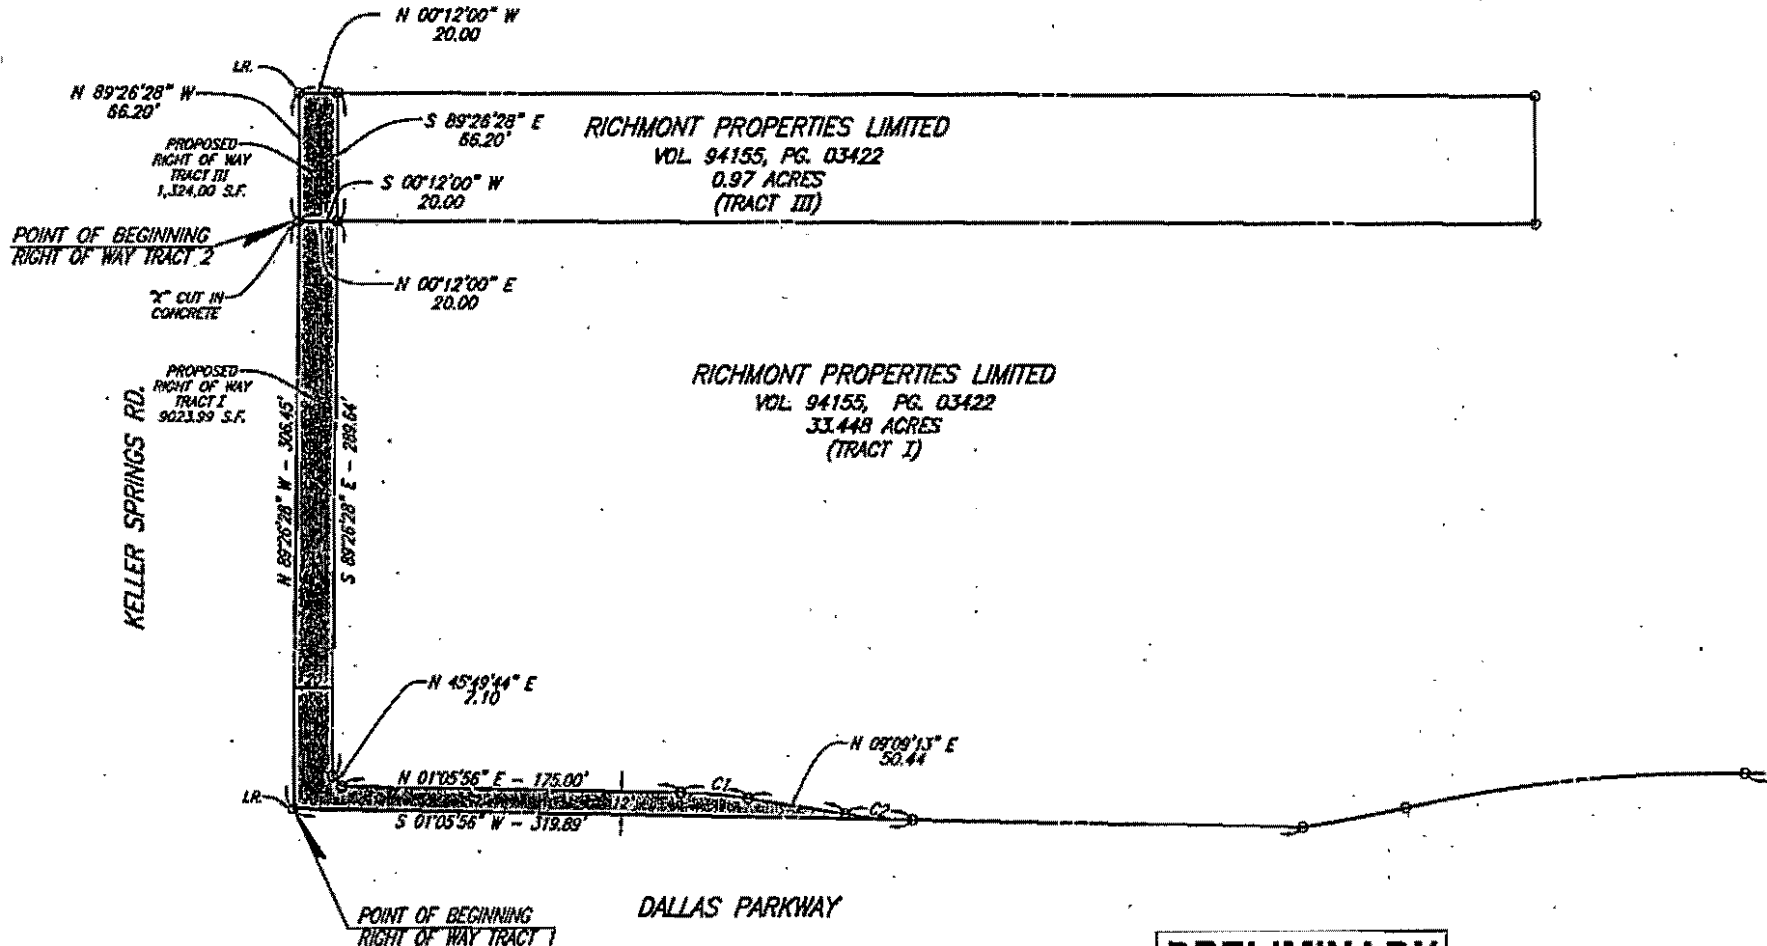 N 00°12'00" W
20.00
I.R.
N 89°26'28" W
66.20'
S 89°26'28" E
66.20'
PROPOSED
RIGHT OF WAY
TRACT III
1,324.00 S.F.
S 00°12'00" W
20.00
RICHMONT PROPERTIES LIMITED
VOL. 94155, PG. 03422
0.97 ACRES
(TRACT III)
POINT OF BEGINNING
RIGHT OF WAY TRACT 2
"X" CUT IN
CONCRETE
N 00°12'00" E
20.00
PROPOSED
RIGHT OF WAY
TRACT I
9023.99 S.F.
RICHMONT PROPERTIES LIMITED
VOL. 94155, PG. 03422
33.448 ACRES
(TRACT I)
KELLER SPRINGS RD.
N 89°26'28" W - 306.45'
S 89°26'28" E - 289.64'
20'
N 45°49'44" E
2.10
N 09°09'13" E
50.44
I.R.
N 01°05'56" E - 175.00'
C1
12'
C2
S 01°05'56" W - 319.89'
POINT OF BEGINNING
RIGHT OF WAY TRACT 1
DALLAS PARKWAY
PRELIMINARY